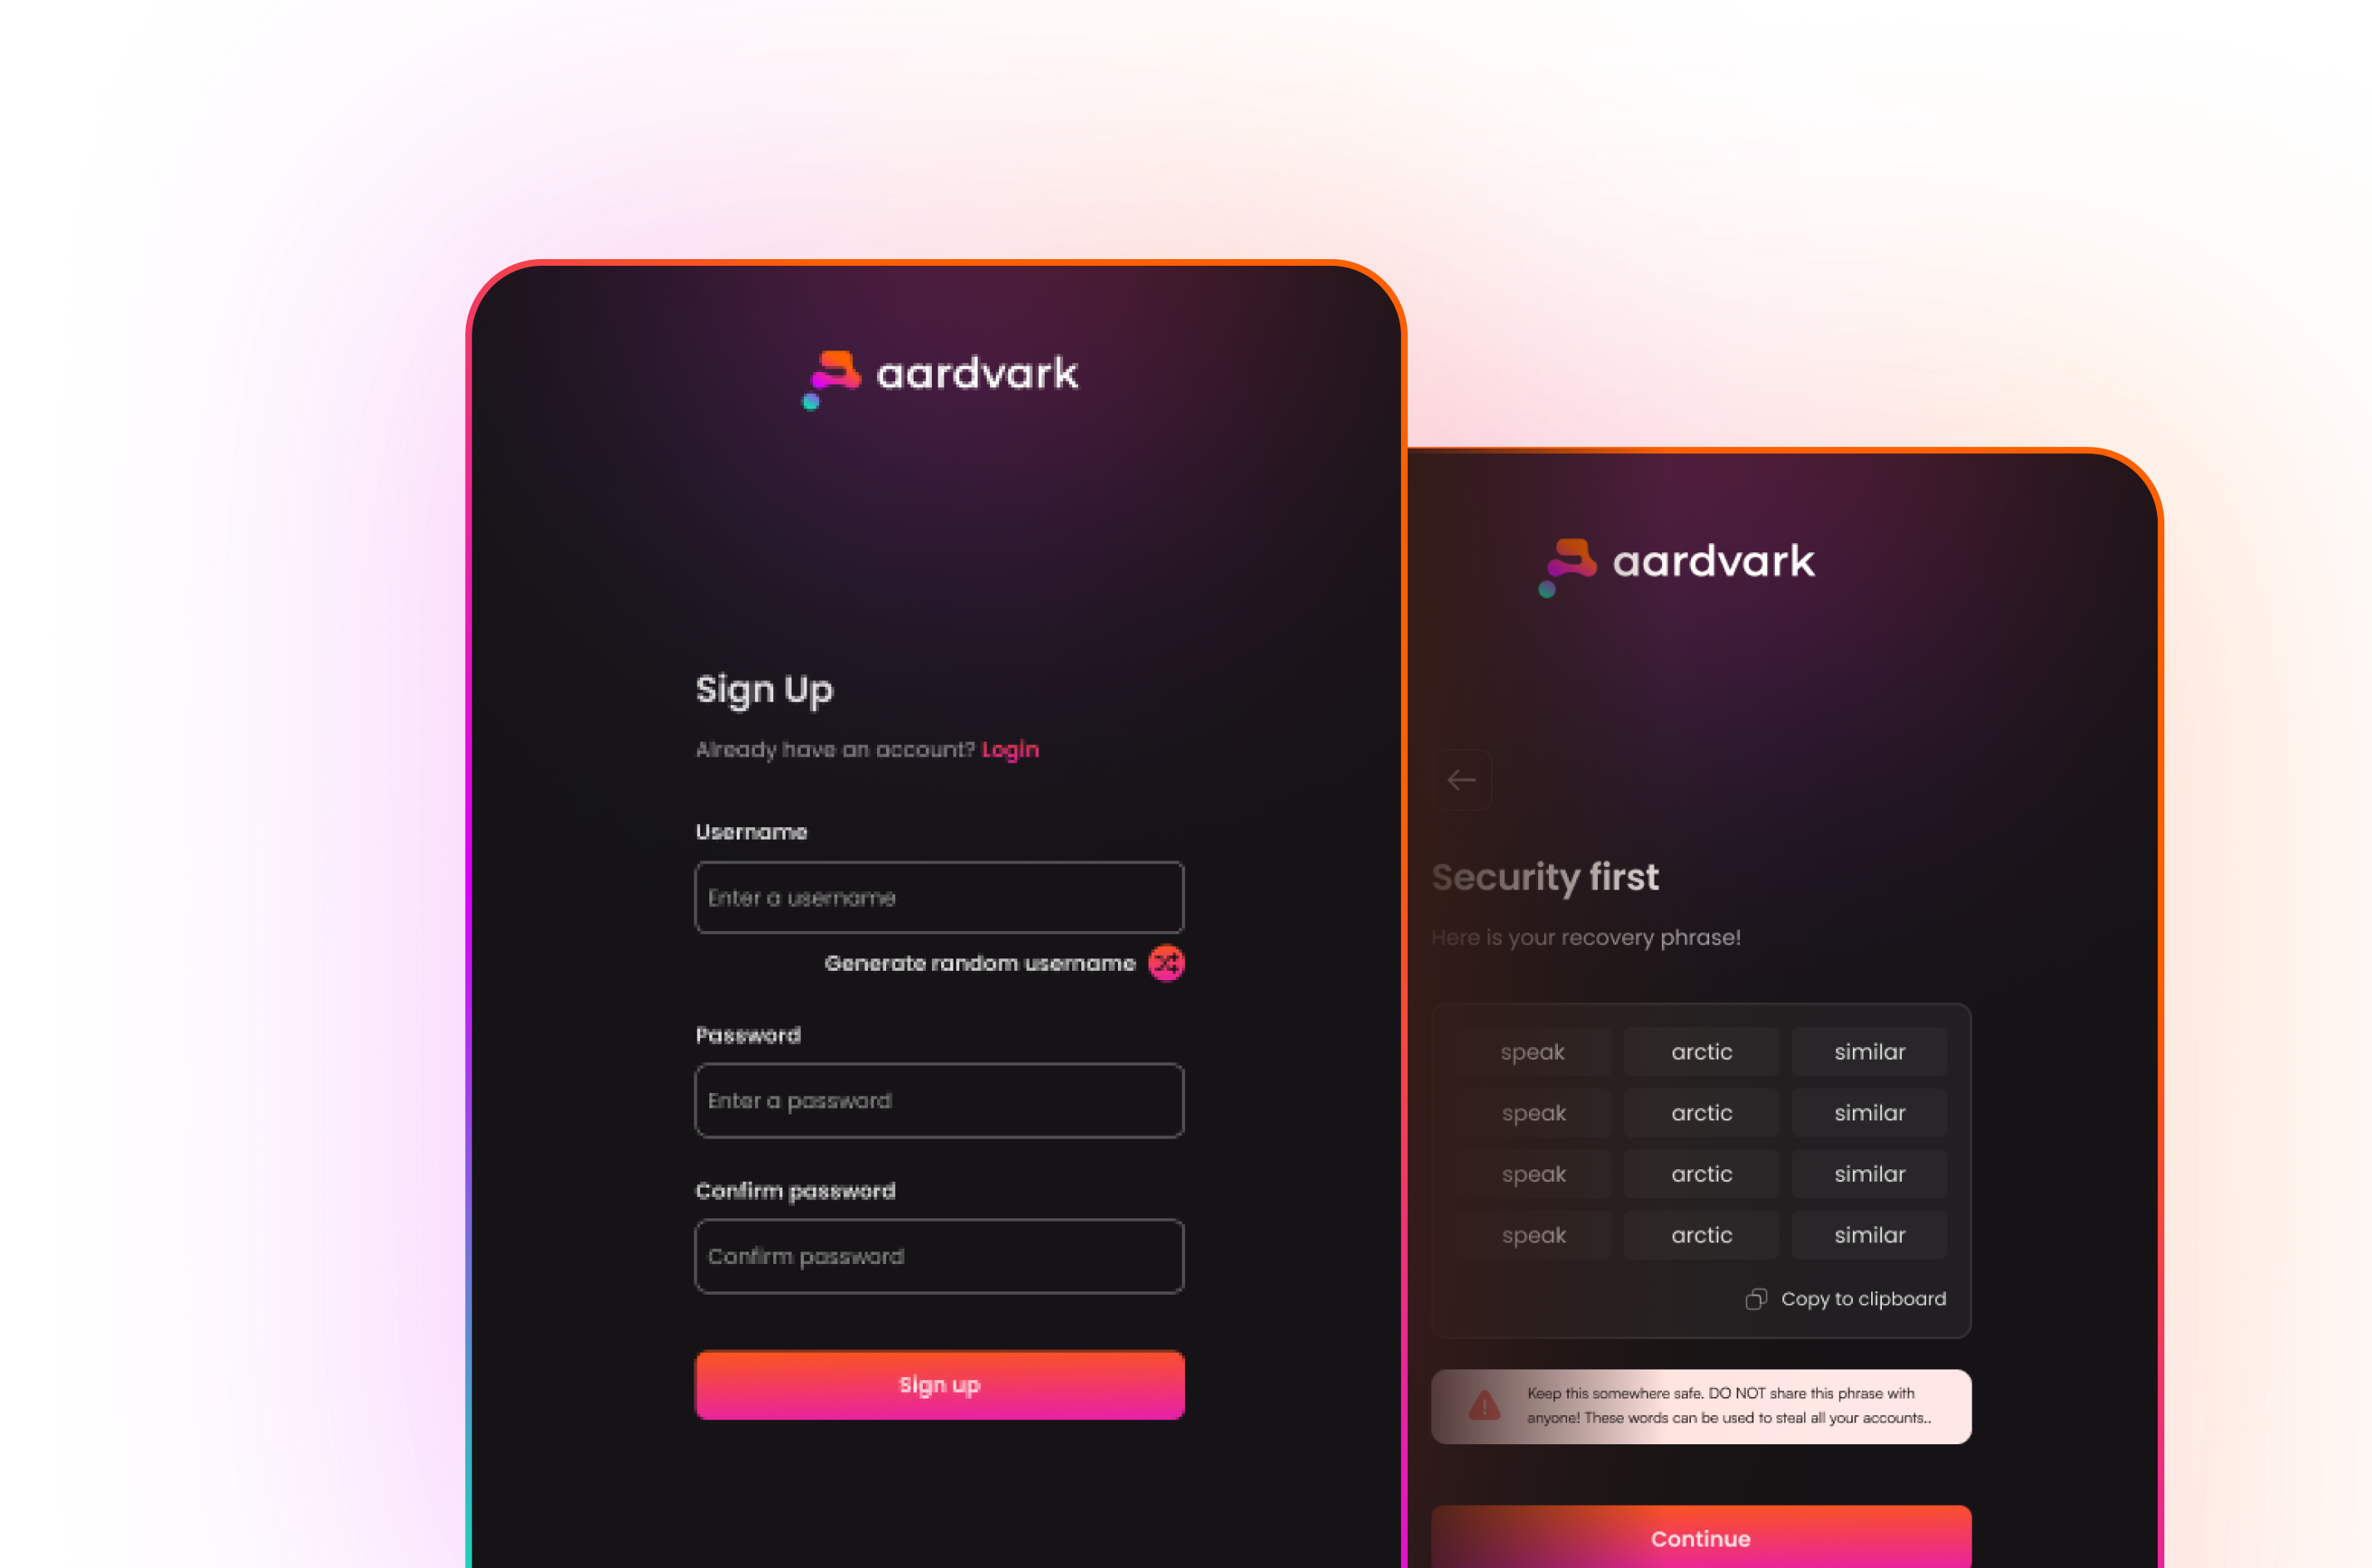 aardvark
Sign Up
Already have an account? Login
Username
Enter a username
Generate random username
Password
Enter a password
Confirm password
Confirm password
Sign up
aardvark
Security first
Here is your recovery phrase!
speak arctic similar
speak arctic similar
speak arctic similar
speak arctic similar
Copy to clipboard
Keep this somewhere safe. DO NOT share this phrase with
anyone! These words can be used to steal all your accounts..
Continue